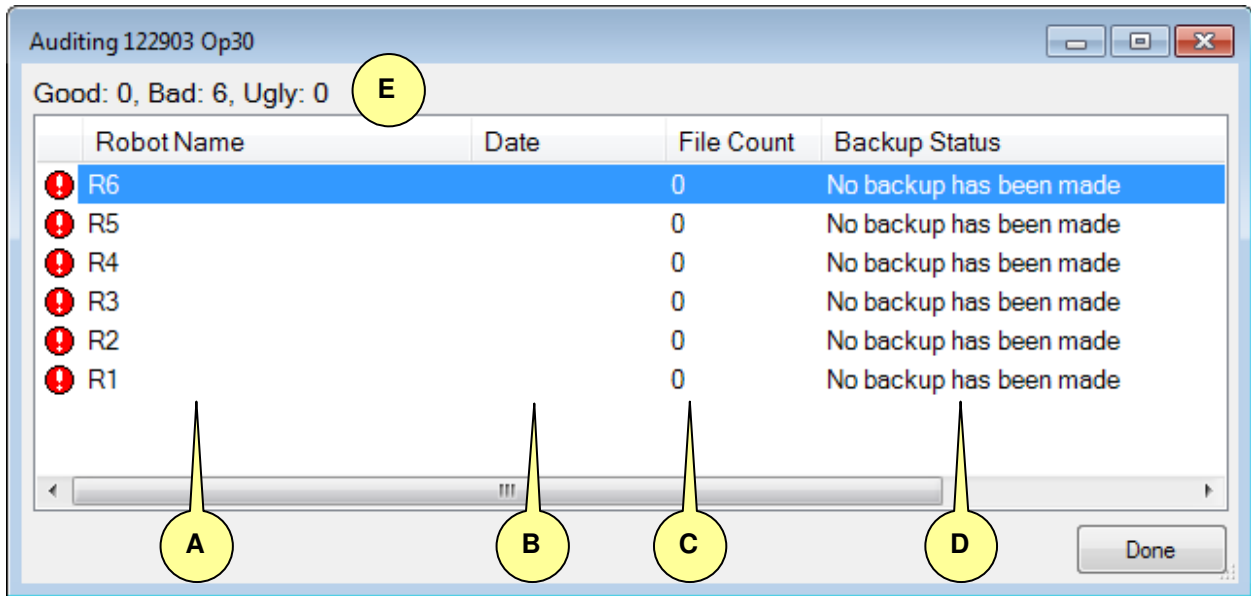 Auditing 122903 Op30
Good: 0, Bad: 6, Ugly: 0 E
Robot Name Date File Count Backup Status
R6 0 No backup has been made
R5 0 No backup has been made
R4 0 No backup has been made
R3 0 No backup has been made
R2 0 No backup has been made
R1 0 No backup has been made
A B C D Done